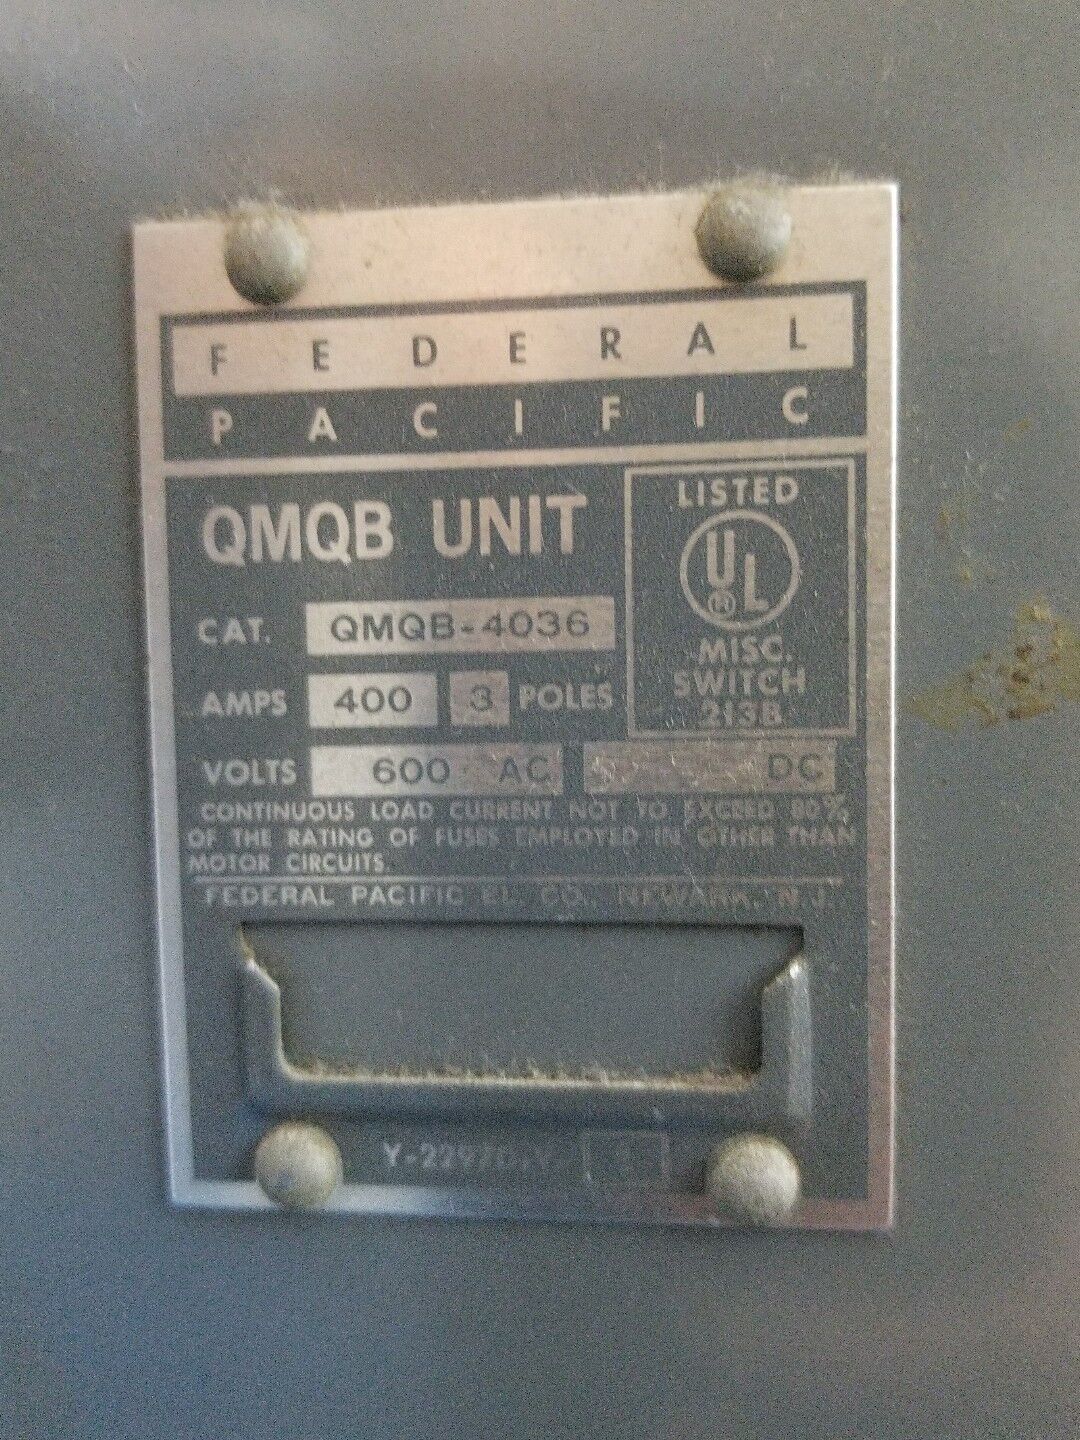 FEDERAL
PACIFIC
QMQB UNIT
CAT. QMQB-4036
AMPS 400 3 POLES
VOLTS 600 AC DC
LISTED
UL
®
MISC.
SWITCH
213B
CONTINUOUS LOAD CURRENT NOT TO EXCEED 80%
OF THE RATING OF FUSES EMPLOYED IN OTHER THAN
MOTOR CIRCUITS.
FEDERAL PACIFIC EL. CO., NEWARK, N.J.